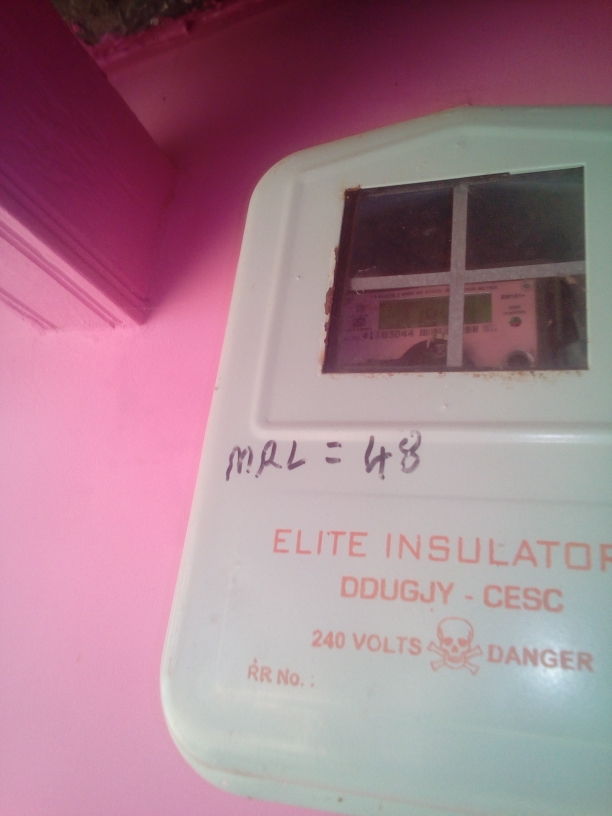 MRL = 48
ELITE INSULATOR
DDUGJY - CESC
240 VOLTS DANGER
RR No. :